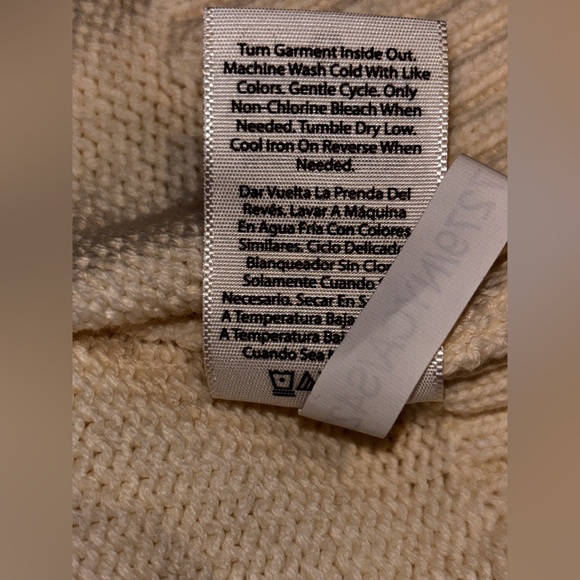 Turn Garment Inside Out.
Machine Wash Cold With Like
Colors. Gentle Cycle. Only
Non-Chlorine Bleach When
Needed. Tumble Dry Low.
Cool Iron On Reverse When
Needed.
Dar Vuelta La Prenda Del
Revés. Lavar A Máquina
En Agua Fría Con Colores
Similares. Ciclo Delicado
Blanqueador Sin
Solamente Cuando
Necesario. Secar En
A Temperatura
A Temperatura
Cuando Sea